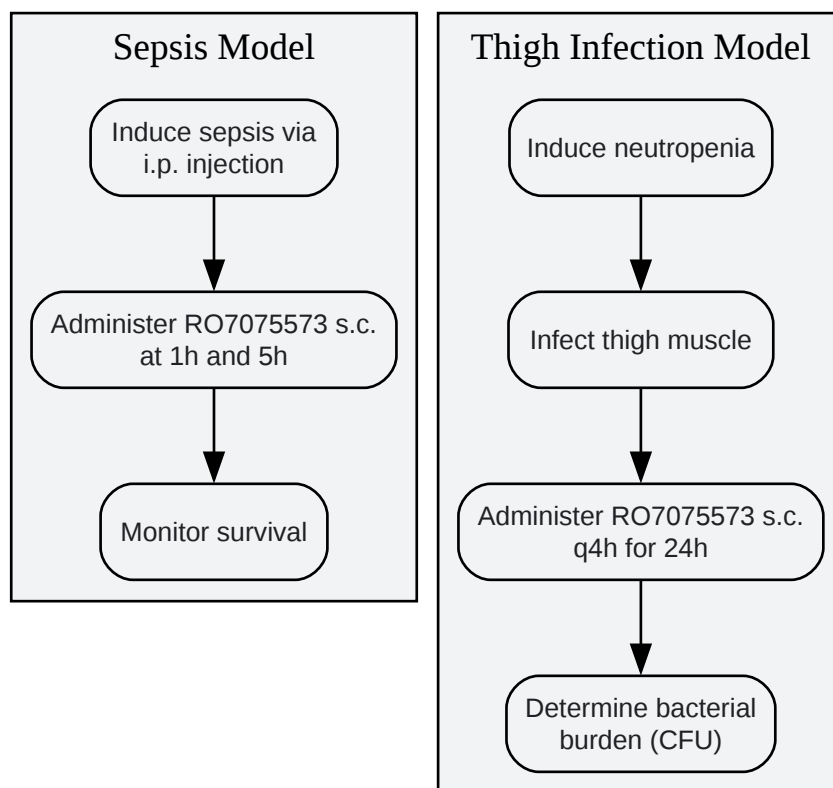 Sepsis Model
Induce sepsis via
i.p. injection
Administer RO7075573 s.c.
at 1h and 5h
Monitor survival
Thigh Infection Model
Induce neutropenia
Infect thigh muscle
Administer RO7075573 s.c.
q4h for 24h
Determine bacterial
burden (CFU)